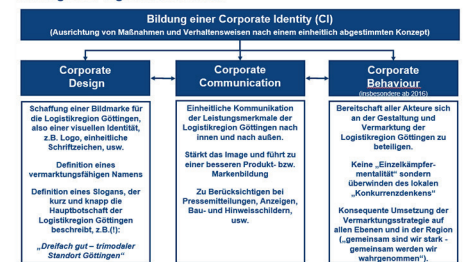 Bildung einer Corporate Identity (CI)
(Ausrichtung von Maßnahmen und Verhaltensweisen nach einem einheitlich abgestimmten Konzept)
Corporate
Design
Schaffung einer Bildmarke für
die Logistikregion Göttingen,
also einer visuellen Identität,
z.B. Logo, einheitliche
Schriftzeichen, usw.
Definition eines
vermarktungsfähigen Namens
Definition eines Slogans, der
kurz und knapp die
Hauptbotschaft der
Logistikregion Göttingen
beschreibt, z.B.(!):
„Dreifach gut – trimodaler
Standort Göttingen"
Corporate
Communication
Einheitliche Kommunikation
der Leistungsmerkmale der
Logistikregion Göttingen nach
innen und nach außen.
Stärkt das Image und führt zu
einer besseren Produkt- bzw.
Markenbildung
Zu Berücksichtigen bei
Pressemitteilungen, Anzeigen,
Bau- und Hinweisschildern,
usw.
Corporate
Behaviour
(insbesondere ab 2016)
Bereitschaft aller Akteure sich
an der Gestaltung und
Vermarktung der
Logistikregion Göttingen zu
beteiligen.
Keine „Einzelkämpfer-
mentalität" sondern
überwinden des lokalen
„Konkurrenzdenkens"
Konsequente Umsetzung der
Vermarktungsstrategie auf
allen Ebenen und in der Region
(„gemeinsam sind wir stark -
gemeinsam werden wir
wahrgenommen").